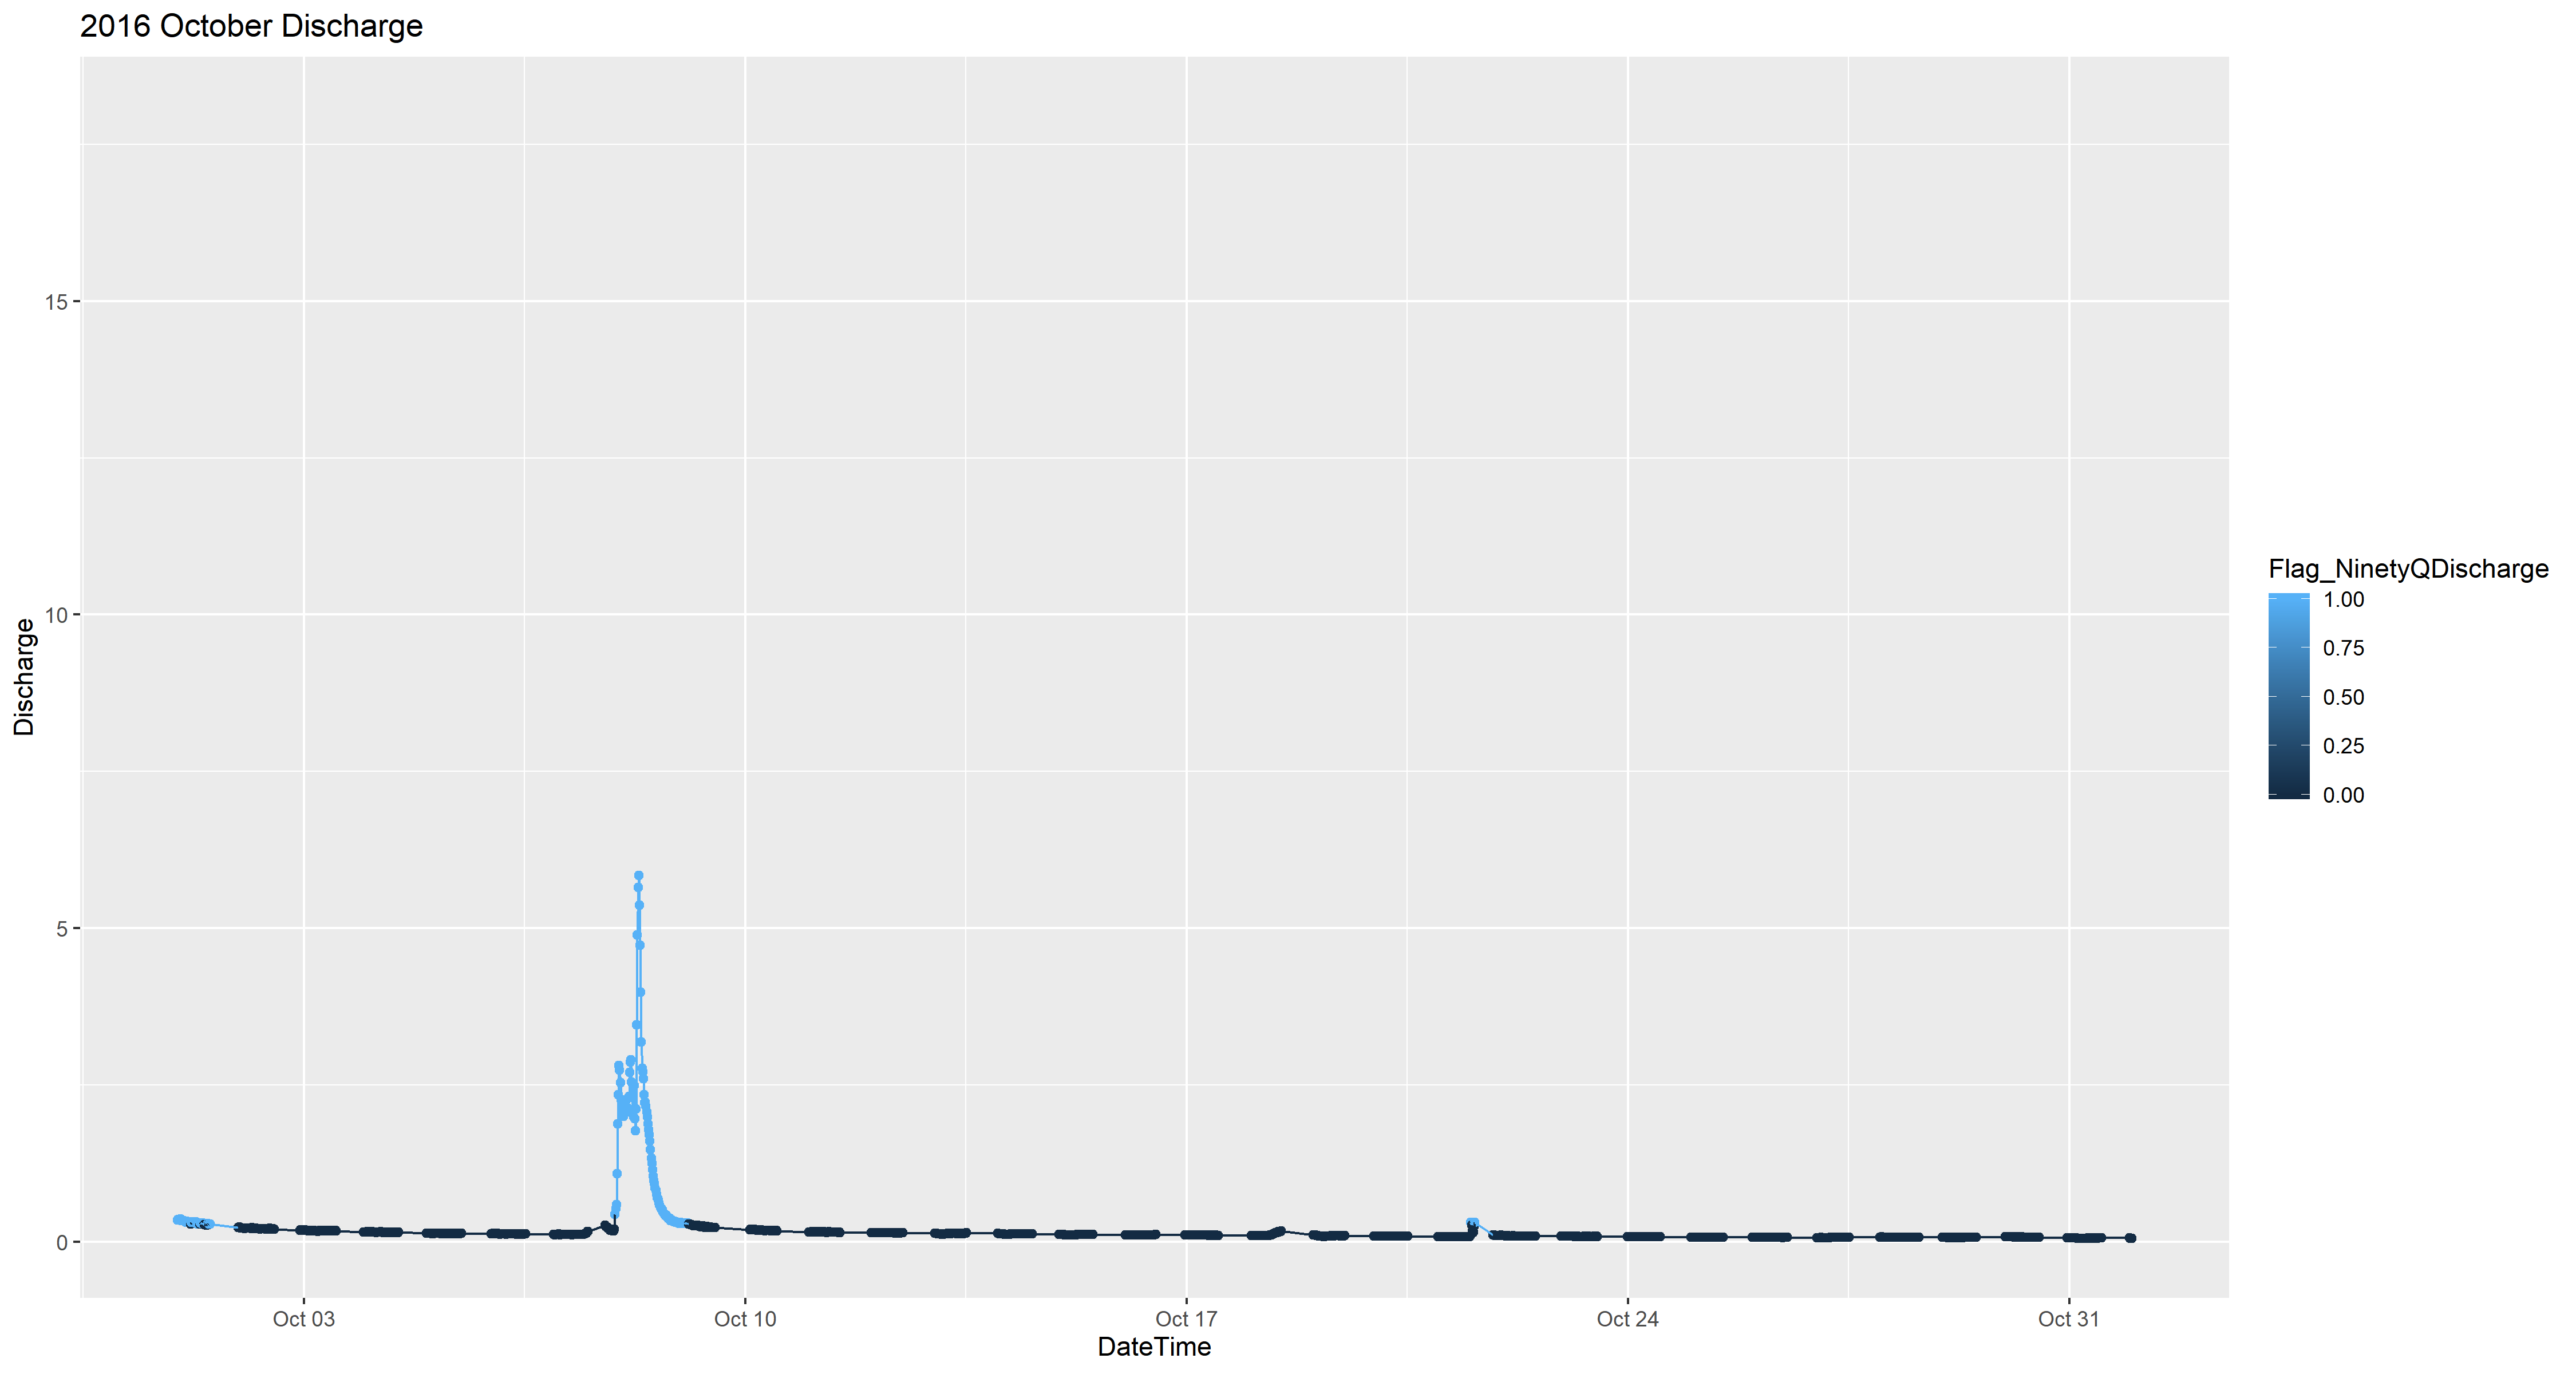 2016 October Discharge
15
10
5
0
Discharge
Oct 03
Oct 10
Oct 17
Oct 24
Oct 31
DateTime
Flag_NinetyQDischarge
1.00
0.75
0.50
0.25
0.00